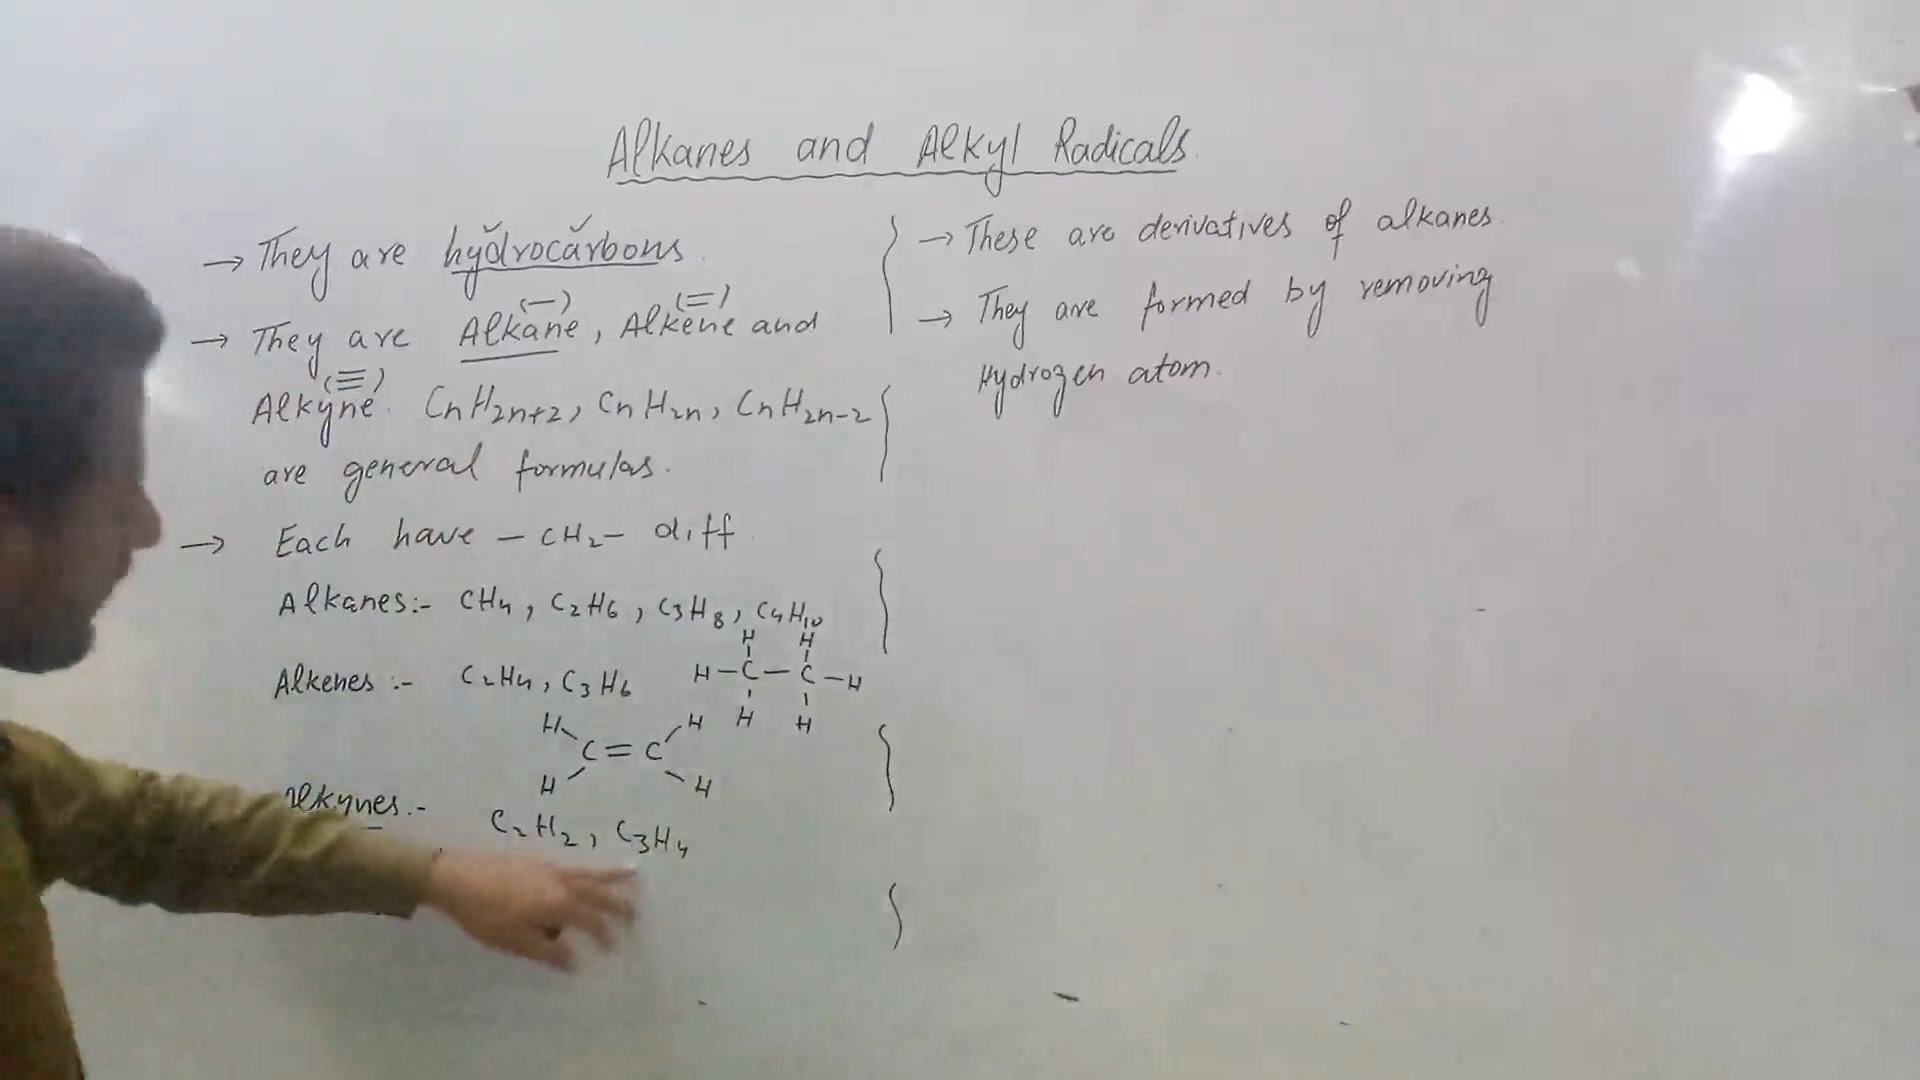 Alkanes and Alkyl Radicals
→ They are hydrocarbons.
(—) (=)
→ They are Alkane, Alkene and
(≡)
Alkyne. CnH2n+2, CnH2n, CnH2n-2
are general formulas.
→ Each have - CH2 - diff
Alkanes:- CH4, C2H6, C3H8, C4H10
H H
Alkenes:- C2H4, C3H6 H-C-C-H
H H
H H
C=C
H H
Alkynes:-
C2H2, C3H4
→ These are derivatives of alkanes.
→ They are formed by removing
Hydrogen atom.